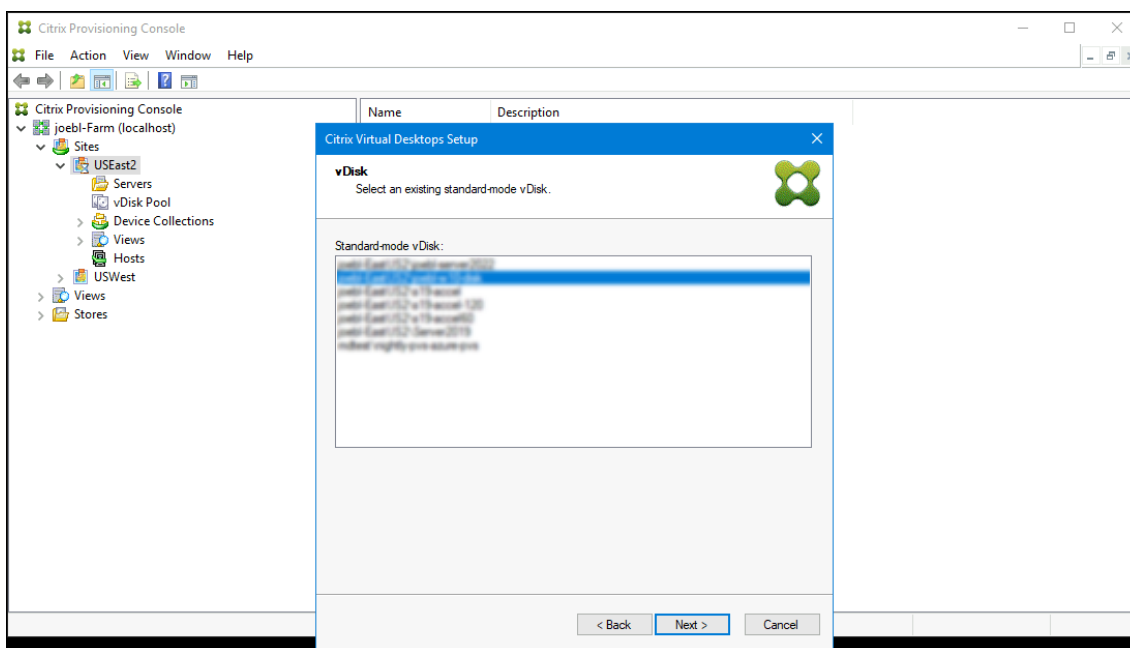 Citrix Provisioning Console
File Action View Window Help
Citrix Provisioning Console
joebl-Farm (localhost)
Sites
USEast2
Servers
vDisk Pool
Device Collections
Views
Hosts
USWest
Views
Stores
Name Description
Citrix Virtual Desktops Setup
vDisk
Select an existing standard-mode vDisk.
Standard-mode vDisk:
< Back Next > Cancel